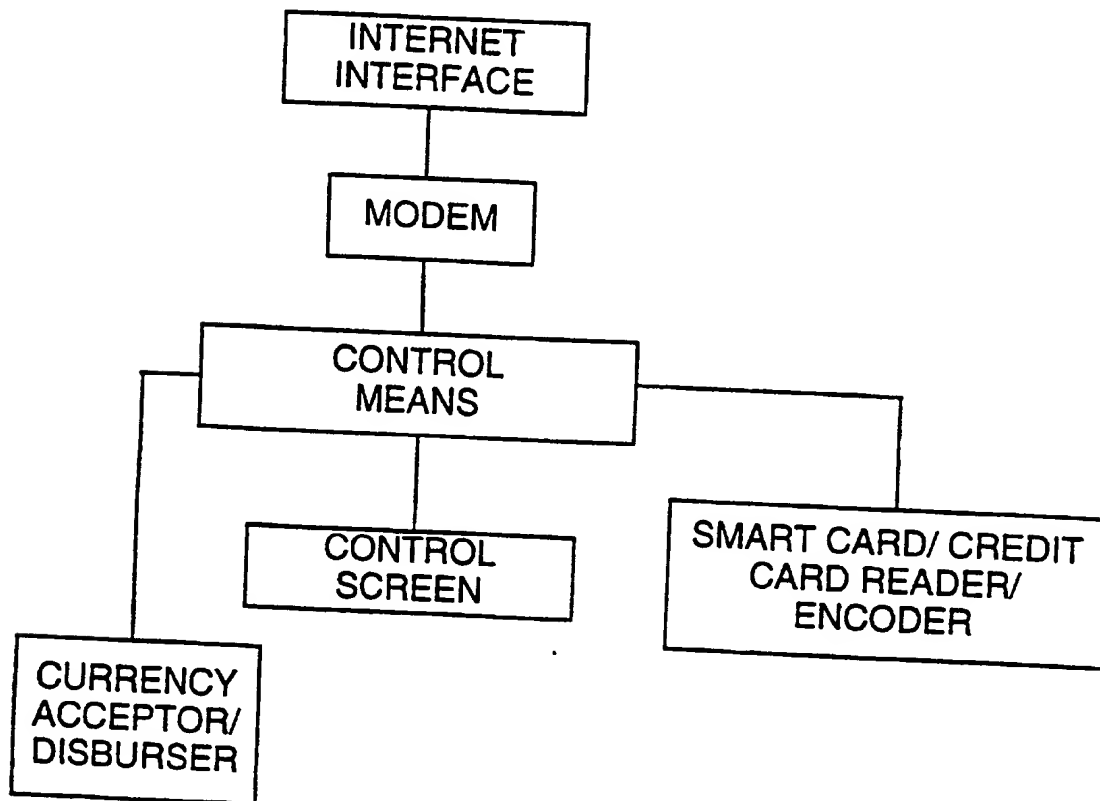 INTERNET
INTERFACE
MODEM
CONTROL
MEANS
CONTROL
SCREEN
SMART CARD/ CREDIT
CARD READER/
ENCODER
CURRENCY
ACCEPTOR/
DISBURSER